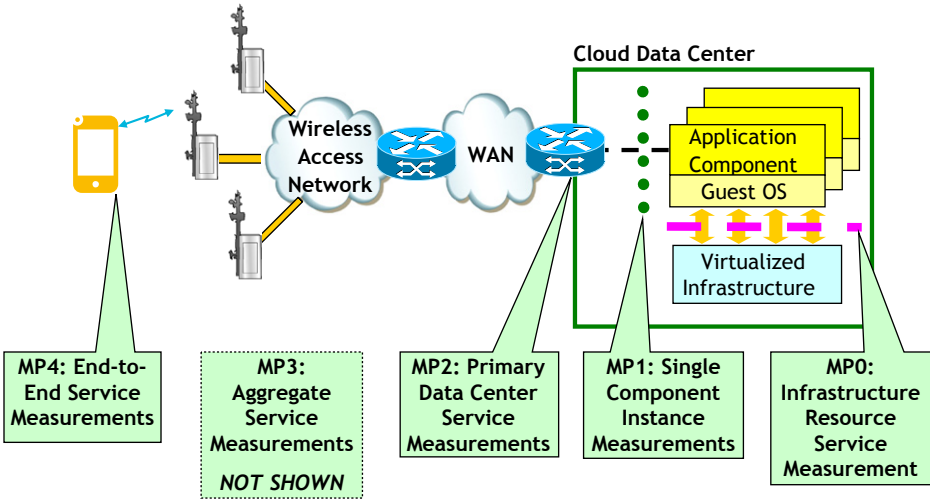 Cloud Data Center
Wireless
Access
Network
WAN
Application
Component
Guest OS
Virtualized
Infrastructure
MP4: End-to-
End Service
Measurements
MP3:
Aggregate
Service
Measurements
NOT SHOWN
MP2: Primary
Data Center
Service
Measurements
MP1: Single
Component
Instance
Measurements
MP0:
Infrastructure
Resource
Service
Measurement